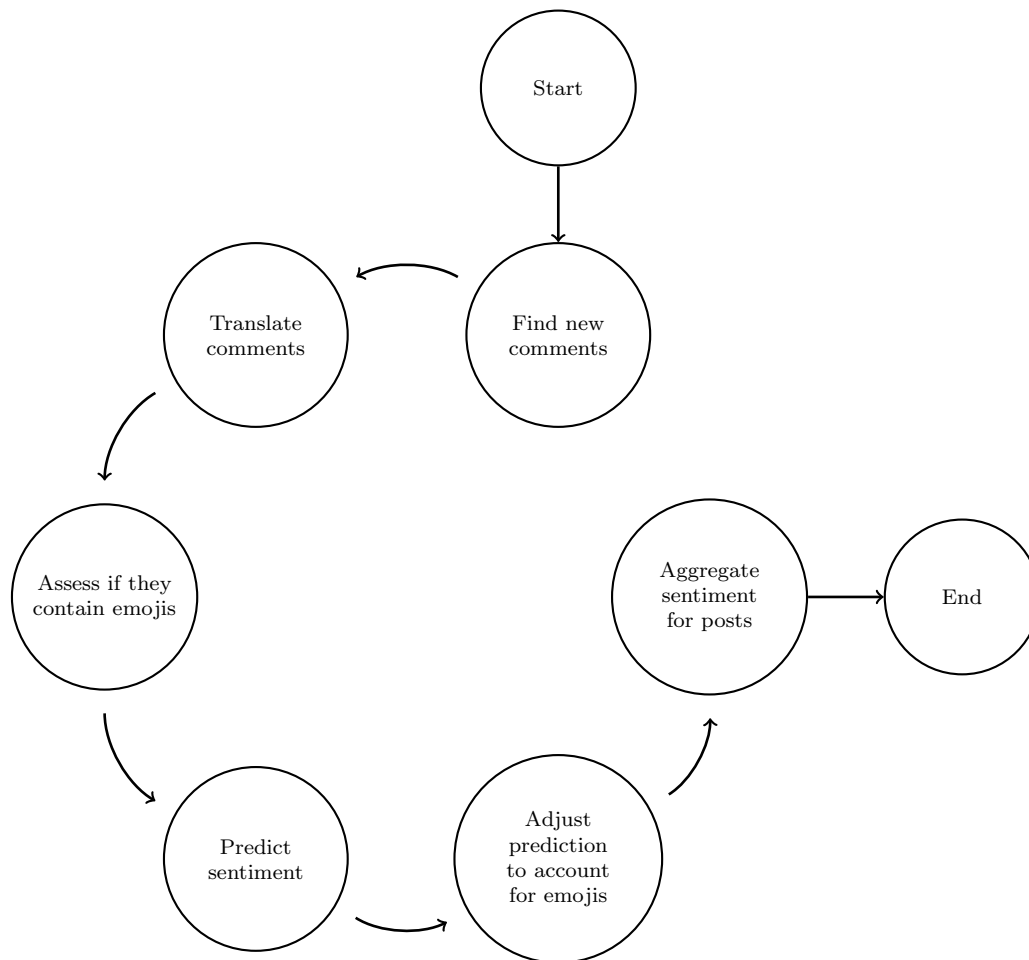 Start
Find new
comments
Translate
comments
Assess if they
contain emojis
Predict
sentiment
Adjust
prediction
to account
for emojis
Aggregate
sentiment
for posts
End